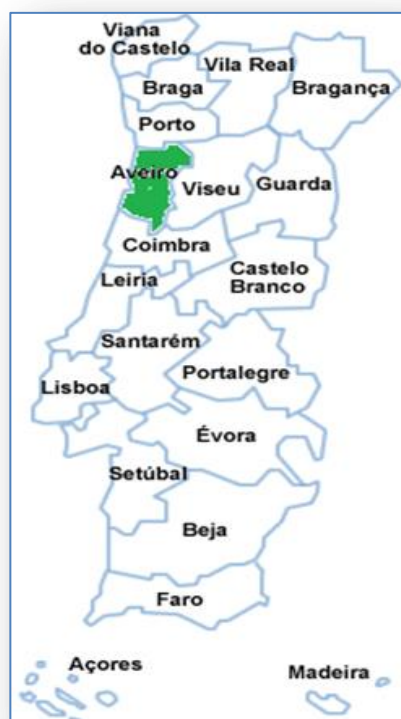 Viana
do Castelo
Vila Real
Bragança
Braga
Porto
Aveiro
Viseu
Guarda
Coimbra
Castelo
Branco
Leiria
Santarém
Portalegre
Lisboa
Évora
Setúbal
Beja
Faro
Açores
Madeira